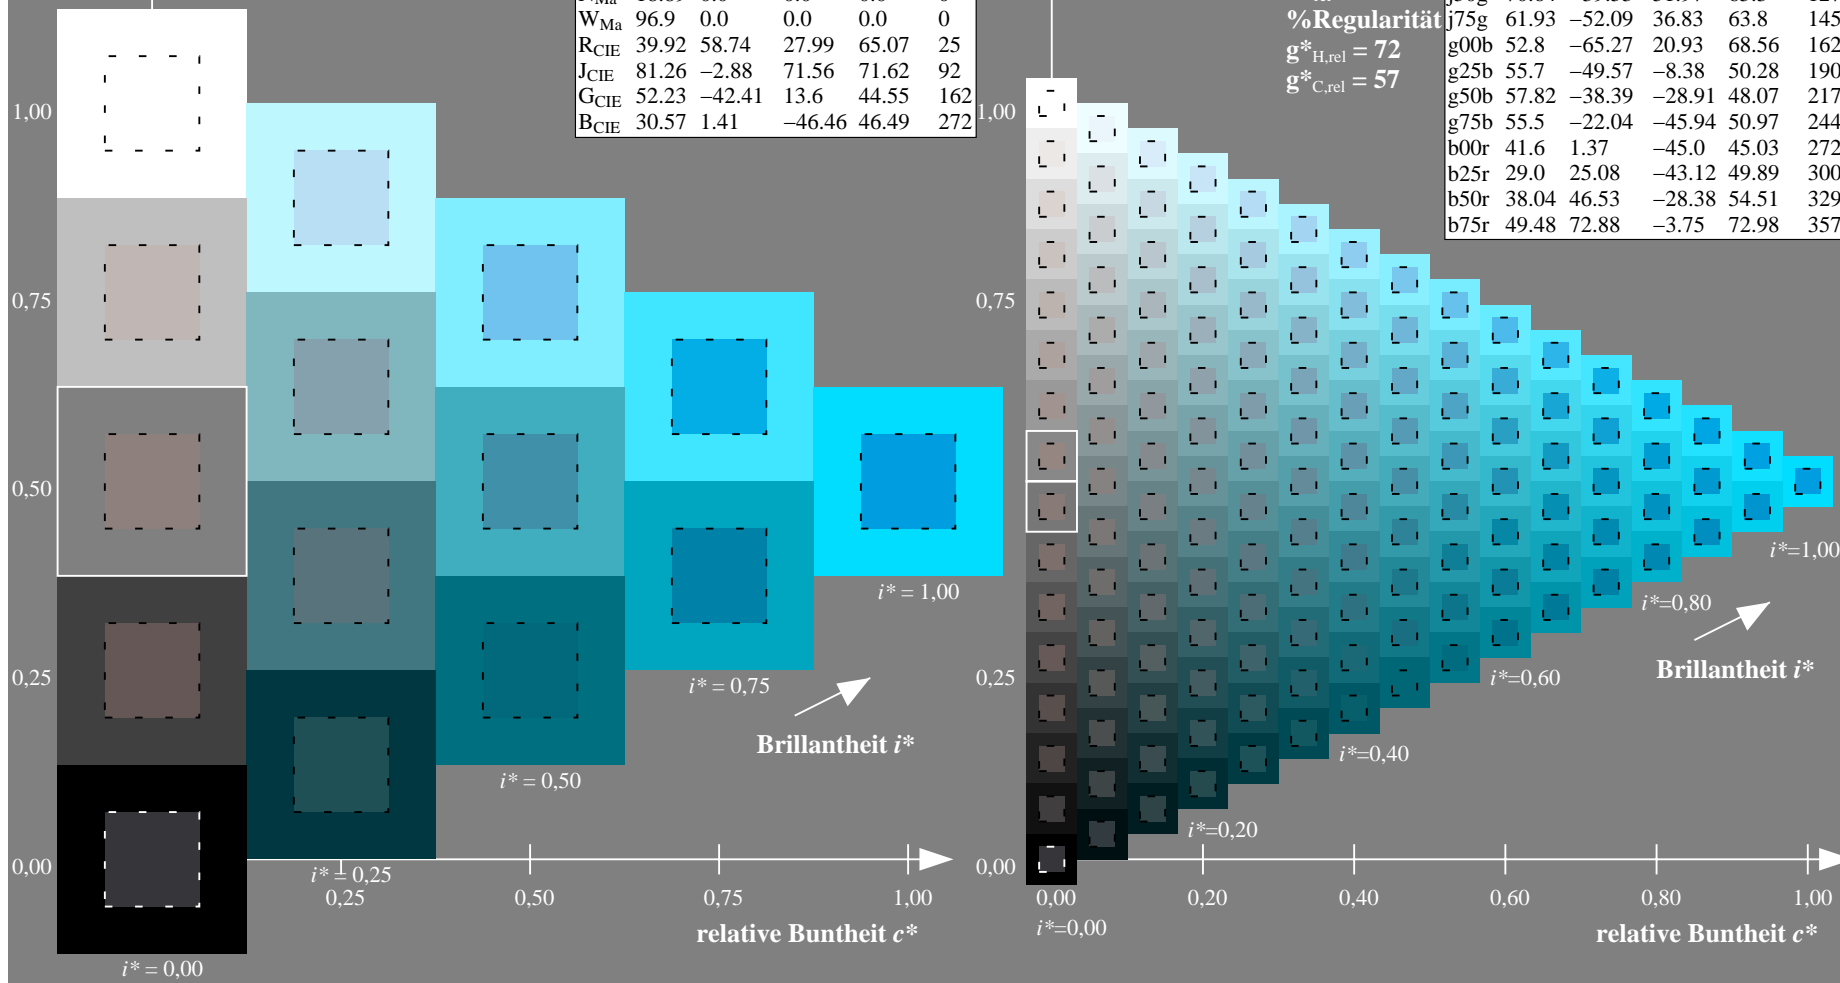 W_Ma 96.9 0.0 0.0 0.0 0
R_CIE 39.92 58.74 27.99 65.07 25
J_CIE 81.26 −2.88 71.56 71.62 92
G_CIE 52.23 −42.41 13.6 44.55 162
B_CIE 30.57 1.41 −46.46 46.49 272
%Regularität
g*H,rel = 72
g*C,rel = 57
j75g 61.93 −52.09 36.83 63.8 145
g00b 52.8 −65.27 20.93 68.56 162
g25b 55.7 −49.57 −8.38 50.28 190
g50b 57.82 −38.39 −28.91 48.07 217
g75b 55.5 −22.04 −45.94 50.97 244
b00r 41.6 1.37 −45.0 45.03 272
b25r 29.0 25.08 −43.12 49.89 300
b50r 38.04 46.53 −28.38 54.51 329
b75r 49.48 72.88 −3.75 72.98 357
1,00
0,75
0,50
0,25
0,00
i* = 1,00
i* = 0,75
Brillantheit i*
i* = 0,50
i* = 0,25
0,25 0,50 0,75 1,00
relative Buntheit c*
i* = 0,00
1,00
0,75
0,25
0,00
i*=1,00
i*=0,80
Brillantheit i*
i*=0,60
i*=0,40
i*=0,20
0,00 0,20 0,40 0,60 0,80 1,00
i*=0,00
relative Buntheit c*